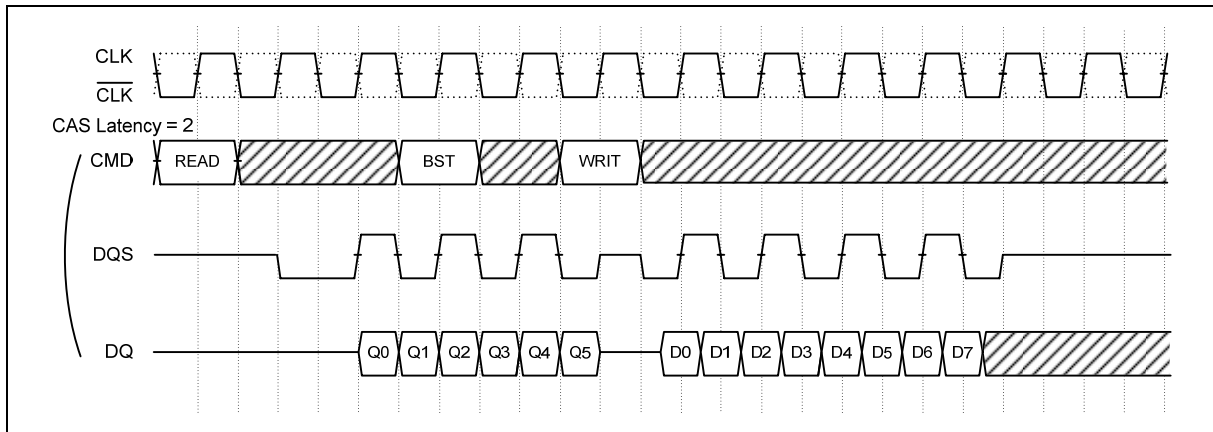 CLK
CLK
CAS Latency = 2
CMD READ BST WRIT
DQS
DQ Q0 Q1 Q2 Q3 Q4 Q5 D0 D1 D2 D3 D4 D5 D6 D7